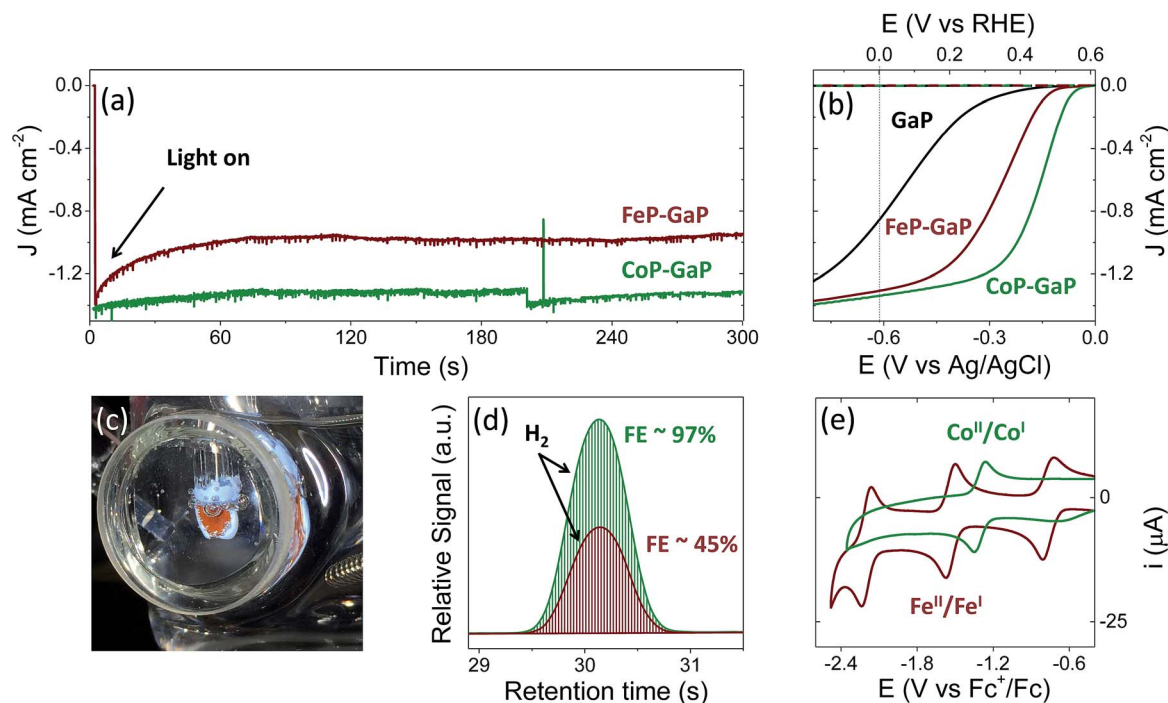 (a)
Light on
FeP-GaP
CoP-GaP
J (mA cm⁻²)
0.0
-0.4
-0.8
-1.2
0
60
120
180
240
300
Time (s)
E (V vs RHE)
0.0
0.2
0.4
0.6
(b)
GaP
FeP-GaP
CoP-GaP
0.0
-0.4
-0.8
-1.2
J (mA cm⁻²)
-0.6
-0.3
0.0
E (V vs Ag/AgCl)
(c)
(d)
H₂
FE ~ 97%
FE ~ 45%
Relative Signal (a.u.)
29
30
31
Retention time (s)
(e)
Coᴵᴵ/Coᴵ
Feᴵᴵ/Feᴵ
0
-25
i (μA)
-2.4
-1.8
-1.2
-0.6
E (V vs Fc⁺/Fc)